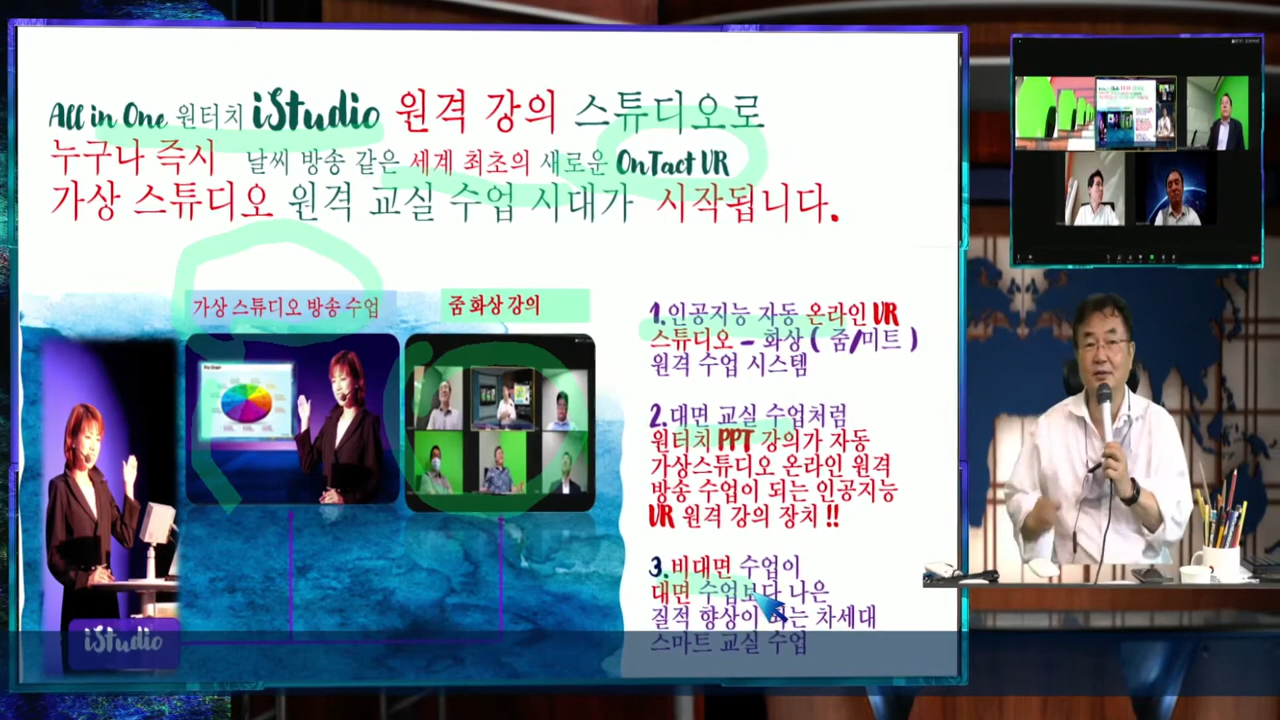 All in One 원터치 iStudio 원격 강의 스튜디오로
누구나 즉시 날씨 방송 같은 세계 최초의 새로운 OnTact VR
가상 스튜디오 원격 교실 수업 시대가 시작됩니다.
가상 스튜디오 방송 수업
줌 화상 강의
1.인공지능 자동 온라인 VR
스튜디오 - 화상 ( 줌/미트 )
원격 수업 시스템
2.대면 교실 수업처럼
원터치 PPT 강의가 자동
가상스튜디오 온라인 원격
방송 수업이 되는 인공지능
VR 원격 강의 장치 !!
3.비대면 수업이
대면 수업보다 나은
질적 향상이 되는 차세대
스마트 교실 수업
iStudio